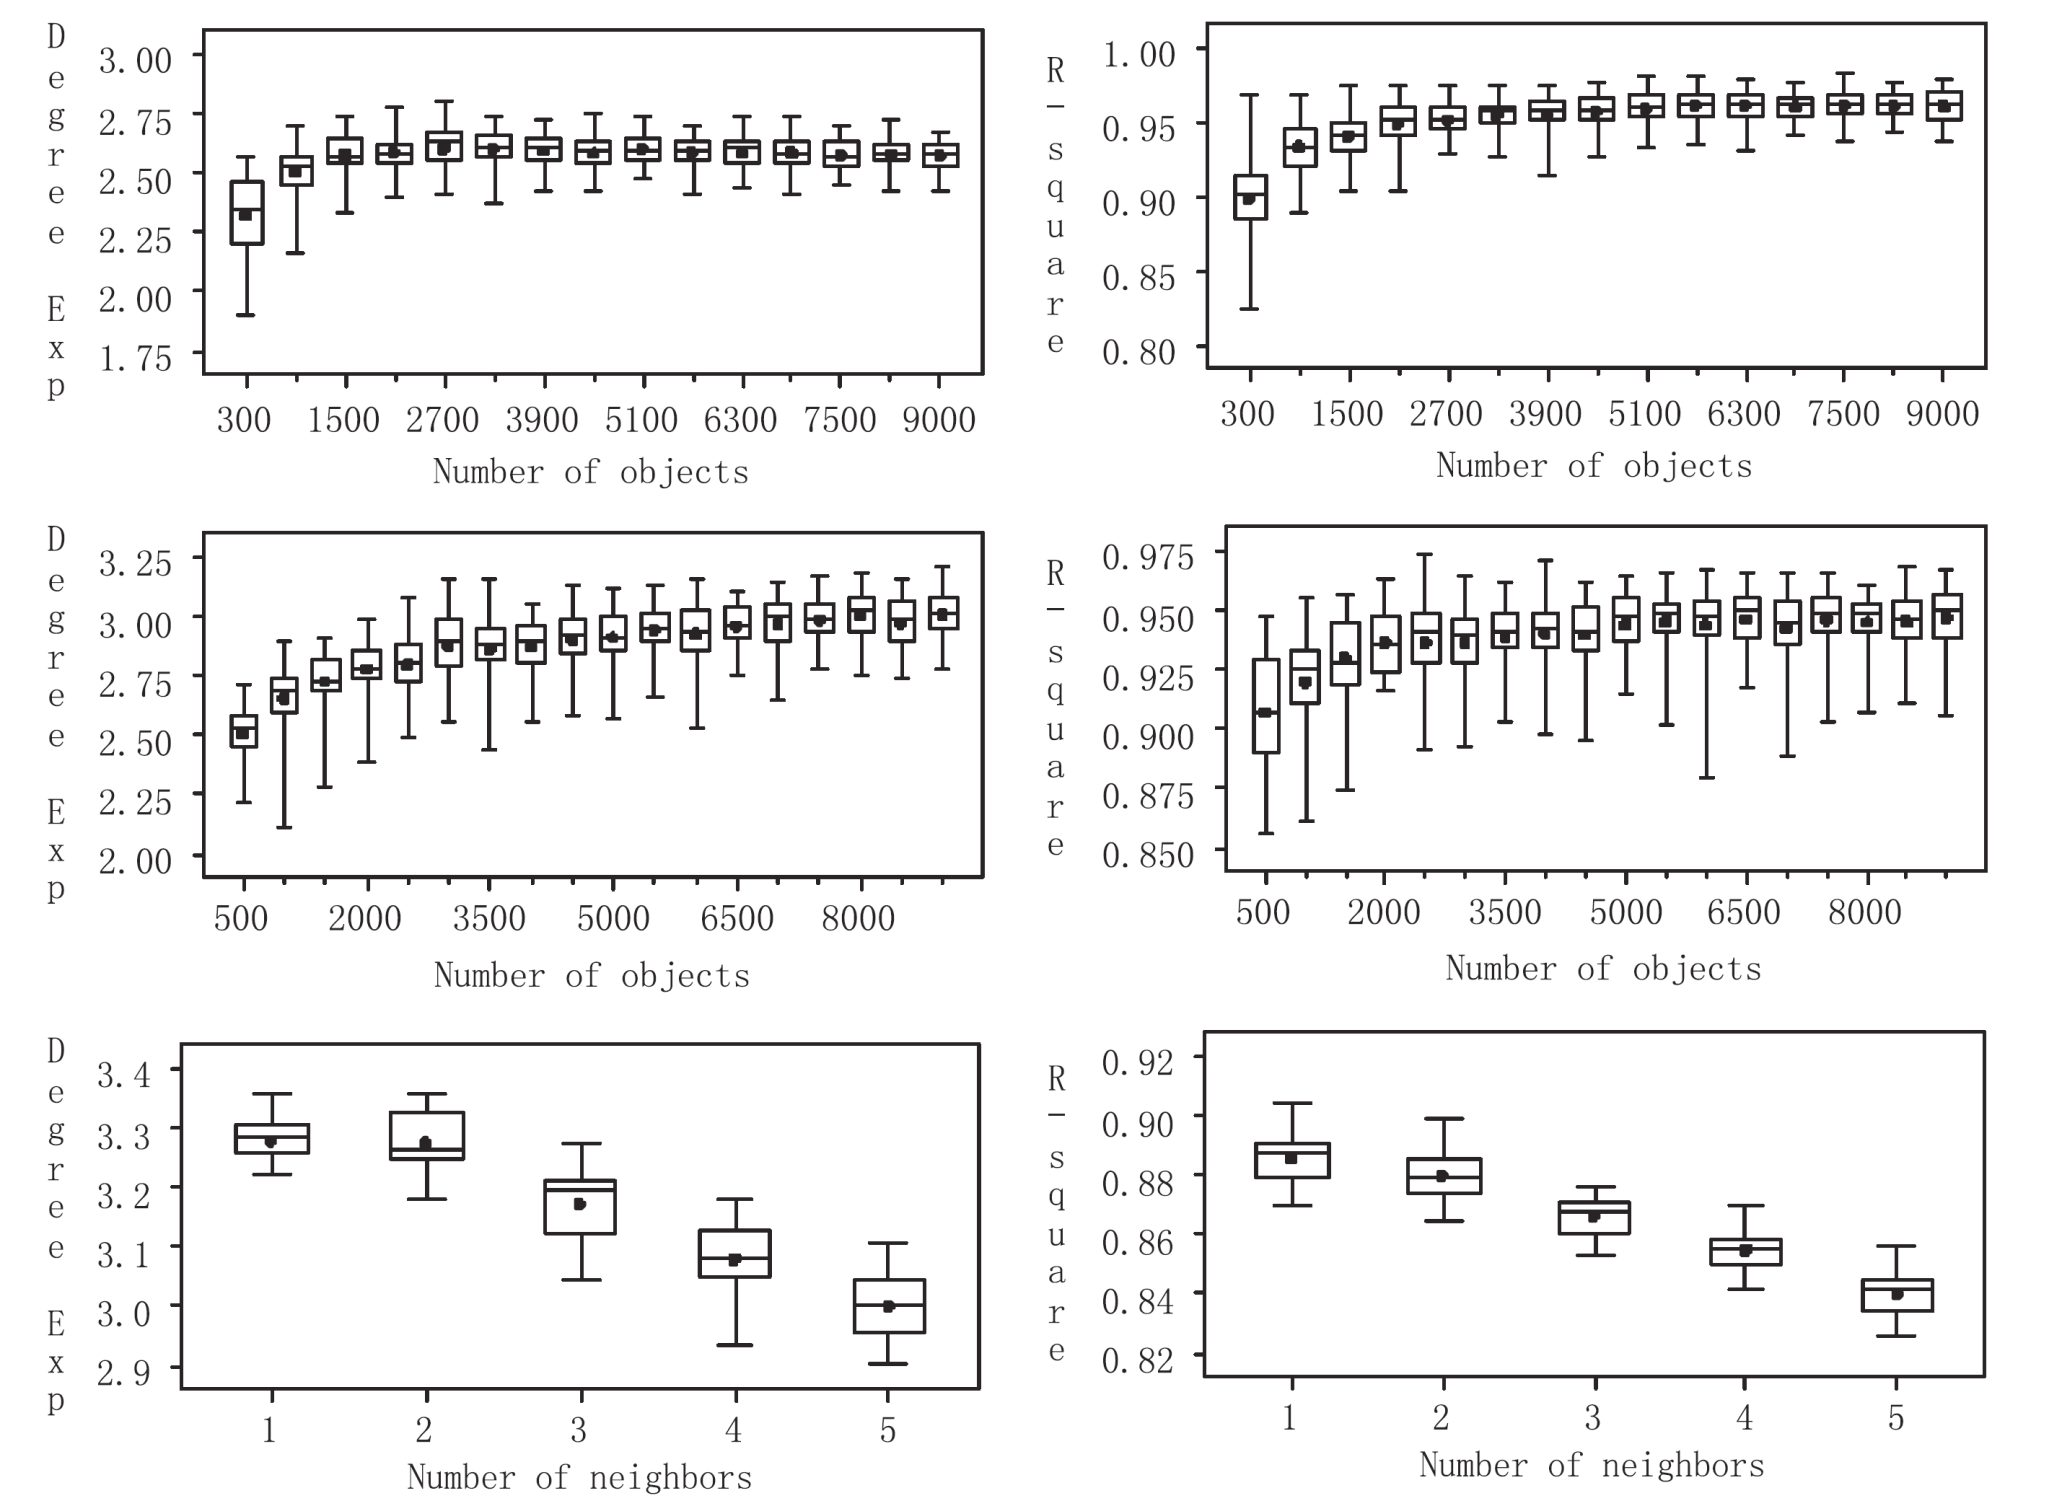 Degree Exp
3.00
2.75
2.50
2.25
2.00
1.75
300 1500 2700 3900 5100 6300 7500 9000
Number of objects
R-square
1.00
0.95
0.90
0.85
0.80
300 1500 2700 3900 5100 6300 7500 9000
Number of objects
Degree Exp
3.25
3.00
2.75
2.50
2.25
2.00
500 2000 3500 5000 6500 8000
Number of objects
R-square
0.975
0.950
0.925
0.900
0.875
0.850
500 2000 3500 5000 6500 8000
Number of objects
Degree Exp
3.4
3.3
3.2
3.1
3.0
2.9
1 2 3 4 5
Number of neighbors
R-square
0.92
0.90
0.88
0.86
0.84
0.82
1 2 3 4 5
Number of neighbors